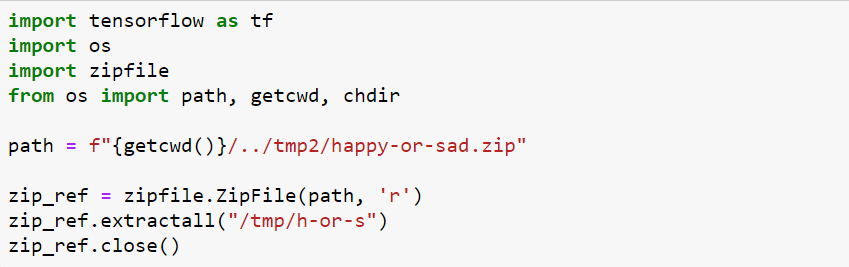 import tensorflow as tf
import os
import zipfile
from os import path, getcwd, chdir
path = f"{getcwd()}/../tmp2/happy-or-sad.zip"
zip_ref = zipfile.ZipFile(path, 'r')
zip_ref.extractall("/tmp/h-or-s")
zip_ref.close()